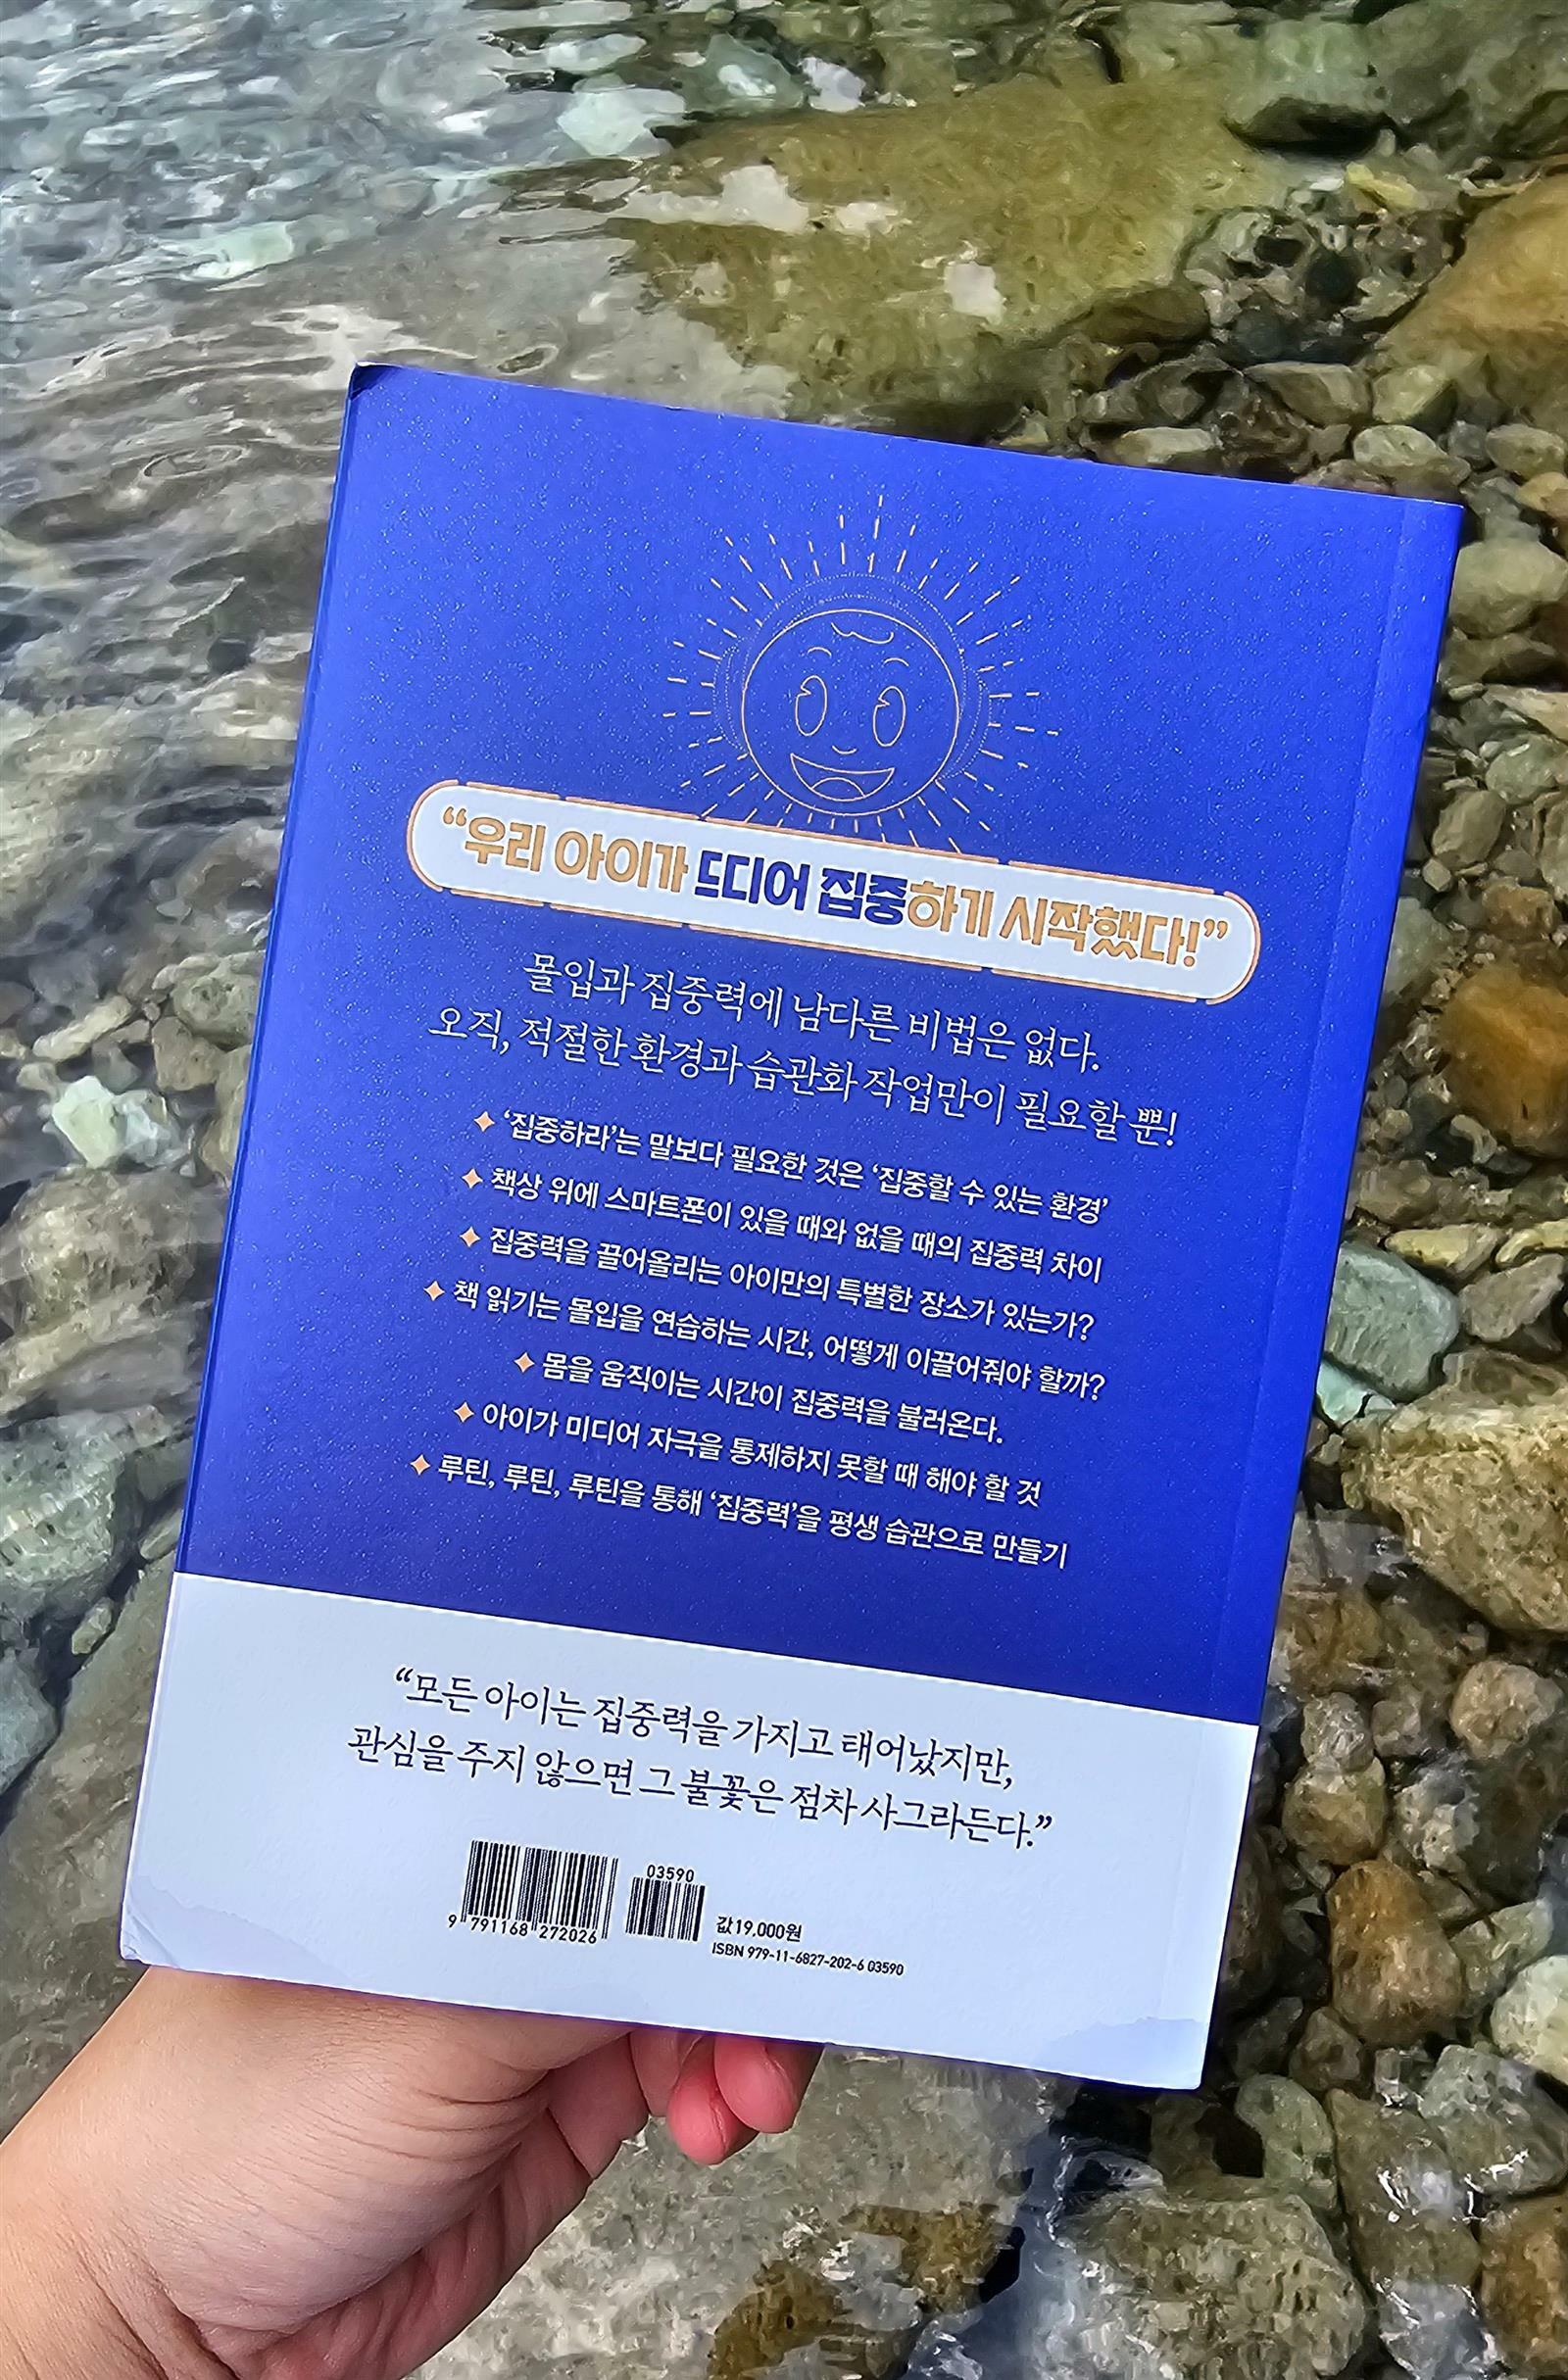 “우리 아이가 드디어 집중하기 시작했다!”
몰입과 집중력에 남다른 비법은 없다.
오직, 적절한 환경과 습관화 작업만이 필요할 뿐!
✦ ‘집중하라’는 말보다 필요한 것은 ‘집중할 수 있는 환경’
✦ 책상 위에 스마트폰이 있을 때와 없을 때의 집중력 차이
✦ 집중력을 끌어올리는 아이만의 특별한 장소가 있는가?
✦ 책 읽기는 몰입을 연습하는 시간, 어떻게 이끌어줘야 할까?
✦ 몸을 움직이는 시간이 집중력을 불러온다.
✦ 아이가 미디어 자극을 통제하지 못할 때 해야 할 것
✦ 루틴, 루틴, 루틴을 통해 ‘집중력’을 평생 습관으로 만들기
“모든 아이는 집중력을 가지고 태어났지만,
관심을 주지 않으면 그 불꽃은 점차 사그라든다.”
03590
9 791168 272026
값 19,000원
ISBN 979-11-6827-202-6 03590